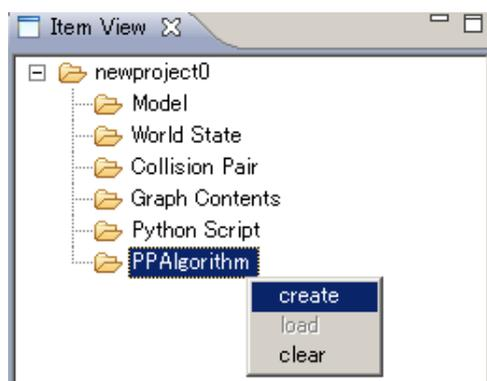 Item View
newproject0
Model
World State
Collision Pair
Graph Contents
Python Script
PPAlgorithm
create
load
clear